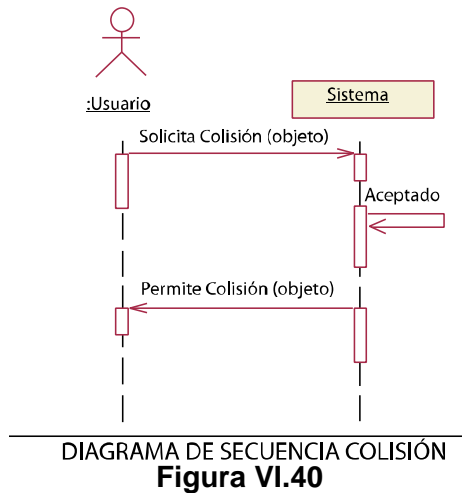 :Usuario
Sistema
Solicita Colisión (objeto)
Aceptado
Permite Colisión (objeto)
DIAGRAMA DE SECUENCIA COLISIÓN
Figura VI.40